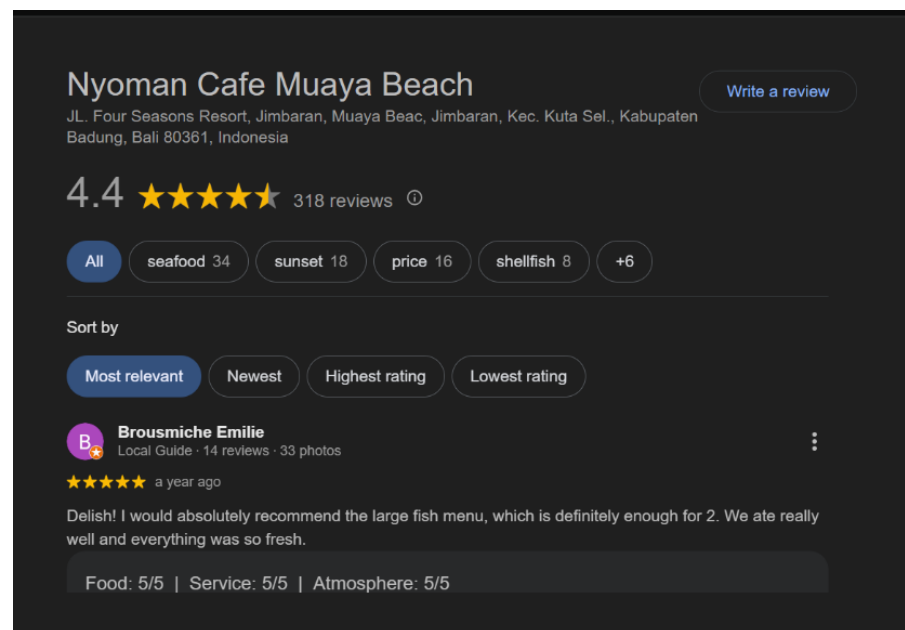 Nyoman Cafe Muaya Beach
Write a review
JL. Four Seasons Resort, Jimbaran, Muaya Beac, Jimbaran, Kec. Kuta Sel., Kabupaten
Badung, Bali 80361, Indonesia
4.4 318 reviews
All seafood 34 sunset 18 price 16 shellfish 8 +6
Sort by
Most relevant Newest Highest rating Lowest rating
B
Brousmiche Emilie
Local Guide · 14 reviews · 33 photos
a year ago
Delish! I would absolutely recommend the large fish menu, which is definitely enough for 2. We ate really
well and everything was so fresh.
Food: 5/5 | Service: 5/5 | Atmosphere: 5/5